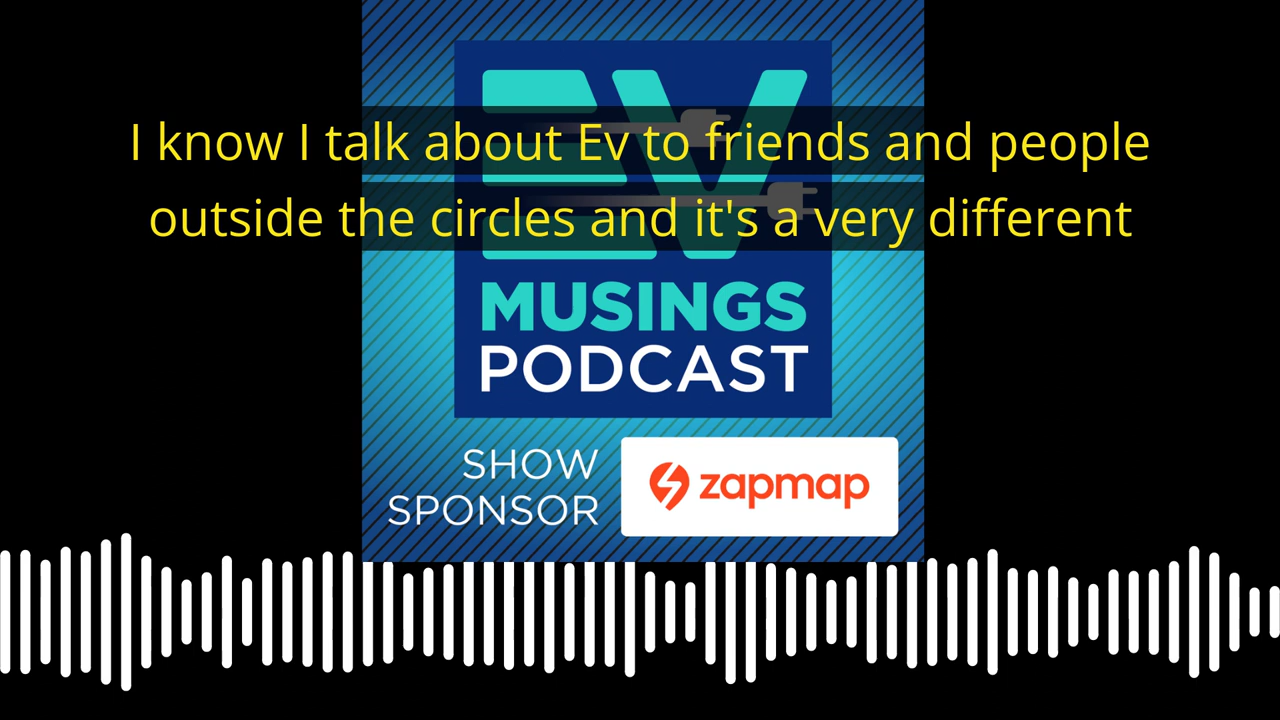 I know I talk about Ev to friends and people
outside the circles and it's a very different
EV
MUSINGS
PODCAST
SHOW
SPONSOR
zapmap